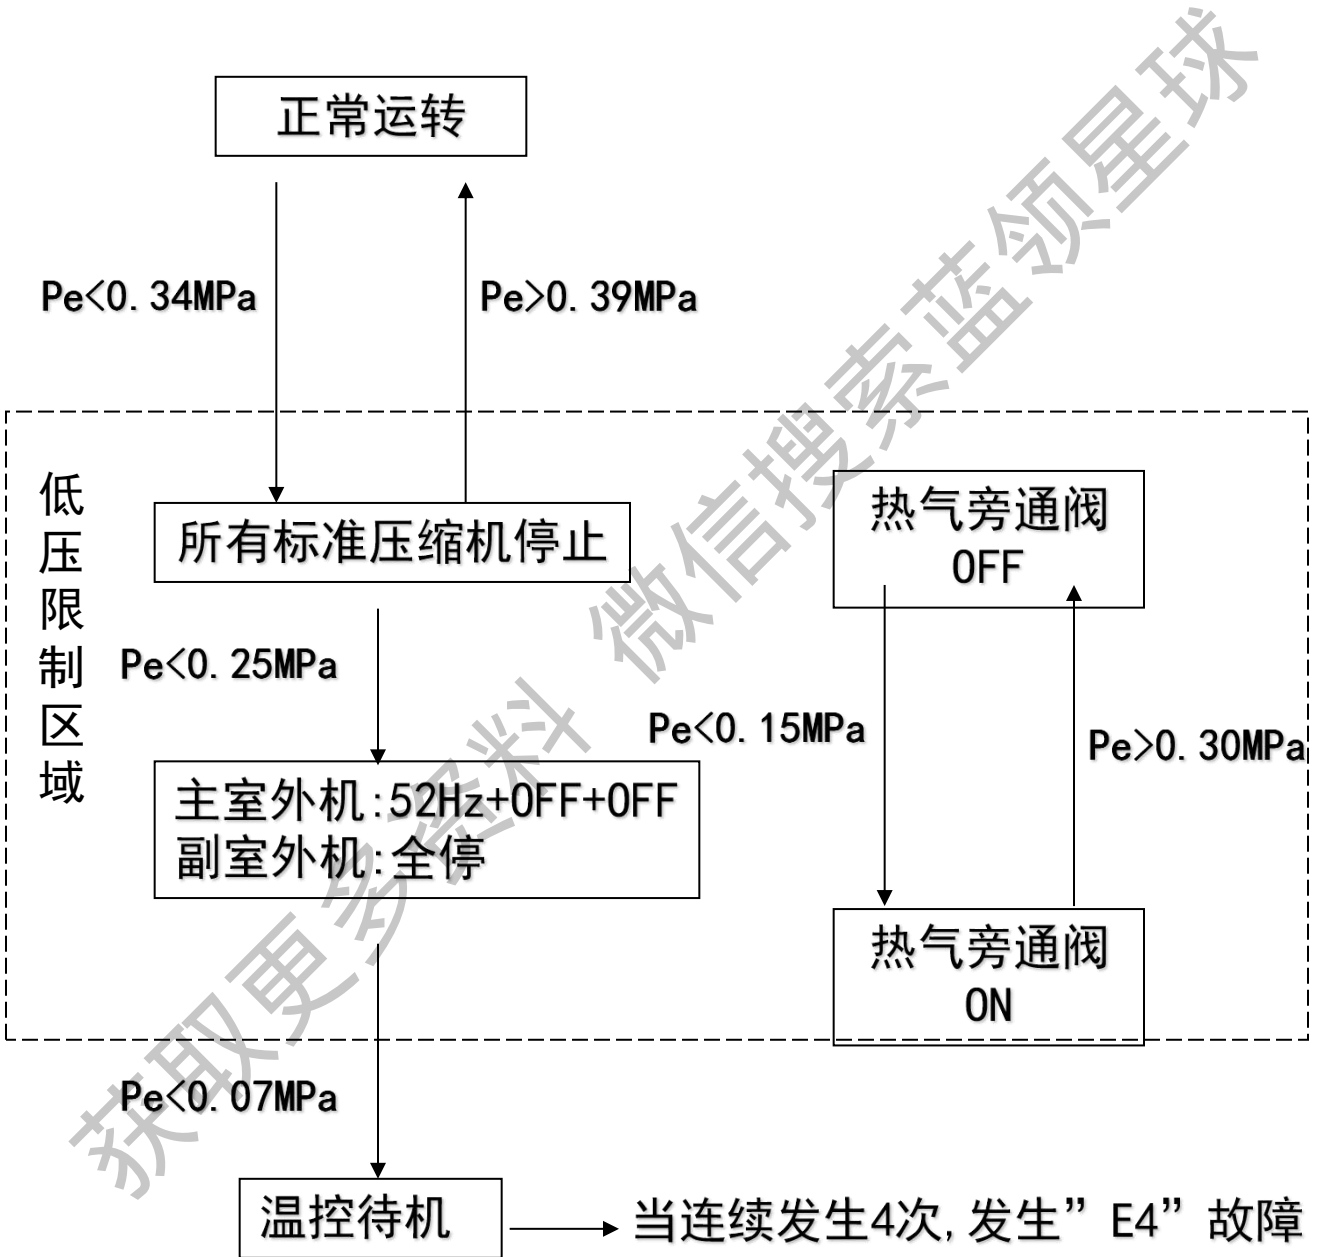 正常运转
Pe<0.34MPa
Pe>0.39MPa
低压限制区域
所有标准压缩机停止
热气旁通阀
OFF
Pe<0.25MPa
Pe<0.15MPa
Pe>0.30MPa
主室外机:52Hz+OFF+OFF
副室外机:全停
热气旁通阀
ON
Pe<0.07MPa
温控待机
当连续发生4次,发生”E4”故障
获取更多资料 微信搜索蓝领星球